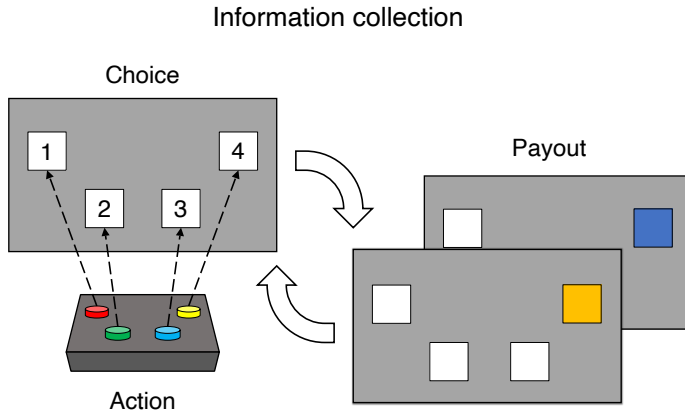 Information collection
Choice
1
4
2
3
Payout
Action